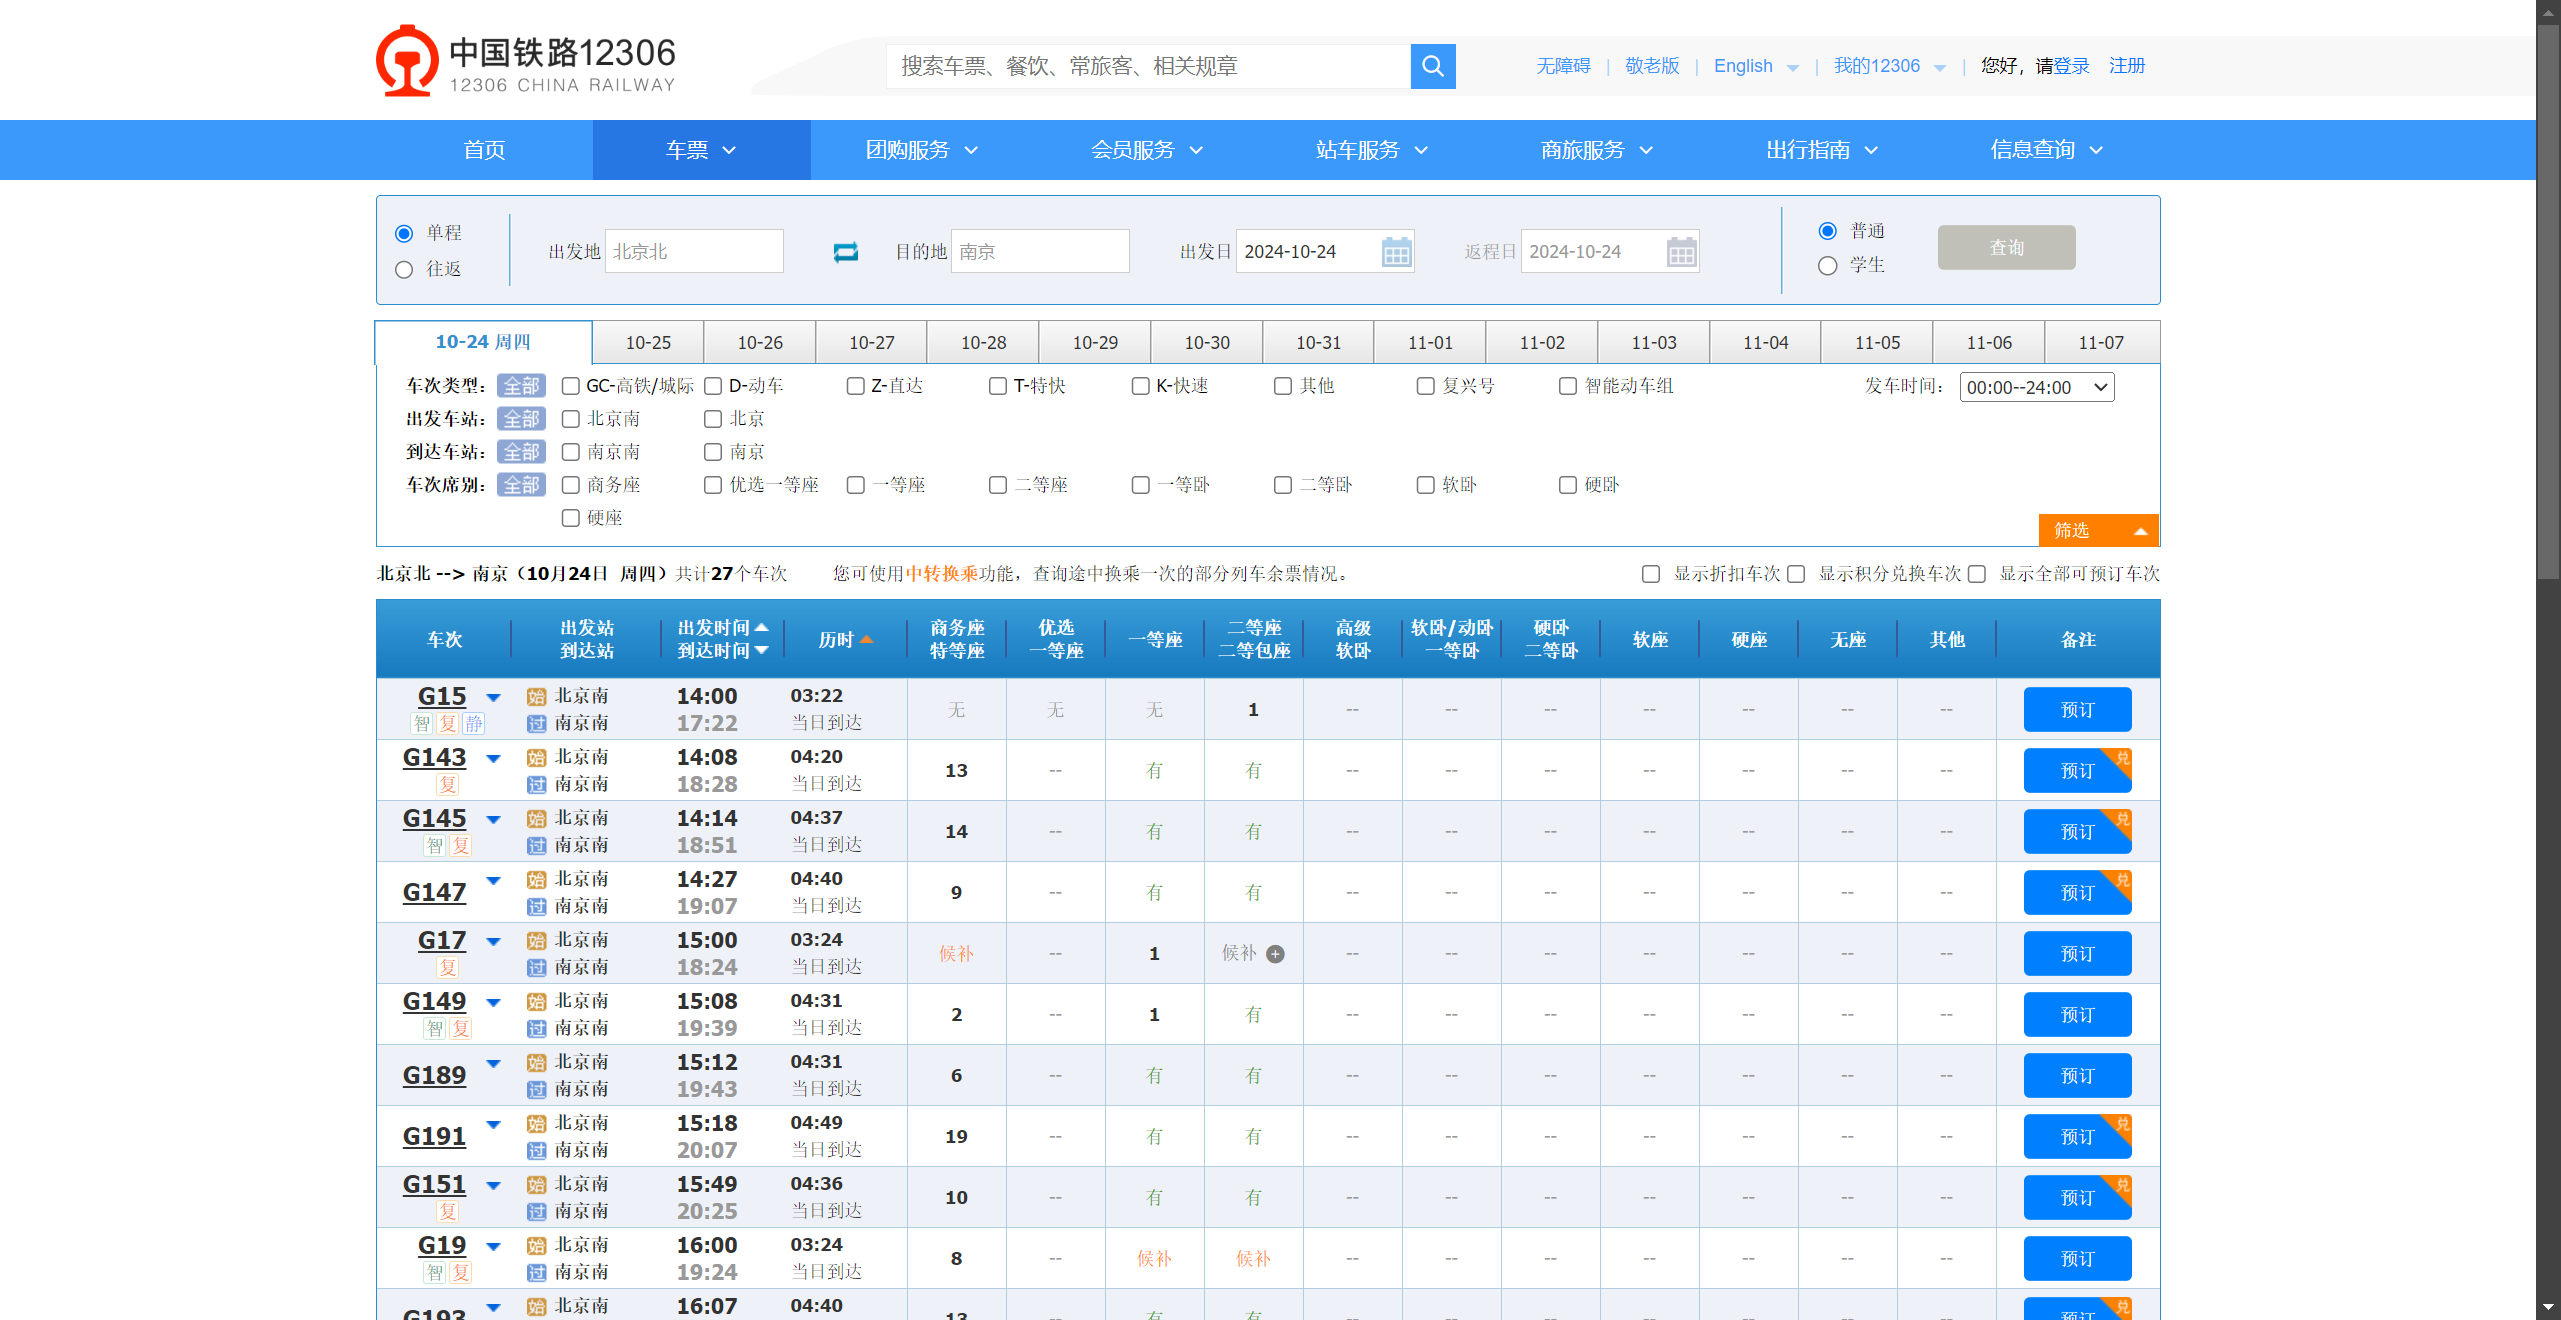 中国铁路12306
12306 CHINA RAILWAY
搜索车票、餐饮、常旅客、相关规章
无障碍 | 敬老版 | English | 我的12306 | 您好，请登录 注册
首页 车票 团购服务 会员服务 站车服务 商旅服务 出行指南 信息查询
单程
往返
出发地 北京北 目的地 南京 出发日 2024-10-24 返程日 2024-10-24
普通
学生
查询
10-24 周四 10-25 10-26 10-27 10-28 10-29 10-30 10-31 11-01 11-02 11-03 11-04 11-05 11-06 11-07
车次类型： 全部 GC-高铁/城际 D-动车 Z-直达 T-特快 K-快速 其他 复兴号 智能动车组 发车时间： 00:00--24:00
出发车站： 全部 北京南 北京
到达车站： 全部 南京南 南京
车次席别： 全部 商务座 优选一等座 一等座 二等座 一等卧 二等卧 软卧 硬卧
硬座
筛选
北京北 --> 南京（10月24日 周四）共计27个车次 您可使用中转换乘功能，查询途中换乘一次的部分列车余票情况。 显示折扣车次 显示积分兑换车次 显示全部可预订车次
车次 出发站 到达站 出发时间 到达时间 历时 商务座 特等座 优选 一等座 一等座 二等座 二等包座 高级 软卧 软卧/动卧 一等卧 硬卧 二等卧 软座 硬座 无座 其他 备注
G15 始 北京南 14:00 03:22 无 无 无 1 -- -- -- -- -- -- -- 预订
智 复 静 过 南京南 17:22 当日到达
G143 始 北京南 14:08 04:20 13 -- 有 有 -- -- -- -- -- -- -- 预订 兑
复 过 南京南 18:28 当日到达
G145 始 北京南 14:14 04:37 14 -- 有 有 -- -- -- -- -- -- -- 预订 兑
智 复 过 南京南 18:51 当日到达
G147 始 北京南 14:27 04:40 9 -- 有 有 -- -- -- -- -- -- -- 预订 兑
过 南京南 19:07 当日到达
G17 始 北京南 15:00 03:24 候补 -- 1 候补 + -- -- -- -- -- -- -- 预订
复 过 南京南 18:24 当日到达
G149 始 北京南 15:08 04:31 2 -- 1 有 -- -- -- -- -- -- -- 预订
智 复 过 南京南 19:39 当日到达
G189 始 北京南 15:12 04:31 6 -- 有 有 -- -- -- -- -- -- -- 预订
过 南京南 19:43 当日到达
G191 始 北京南 15:18 04:49 19 -- 有 有 -- -- -- -- -- -- -- 预订 兑
过 南京南 20:07 当日到达
G151 始 北京南 15:49 04:36 10 -- 有 有 -- -- -- -- -- -- -- 预订 兑
复 过 南京南 20:25 当日到达
G19 始 北京南 16:00 03:24 8 -- 候补 候补 -- -- -- -- -- -- -- 预订
智 复 过 南京南 19:24 当日到达
G193 始 北京南 16:07 04:40 13 -- 有 有 -- -- -- -- -- -- -- 预订 兑